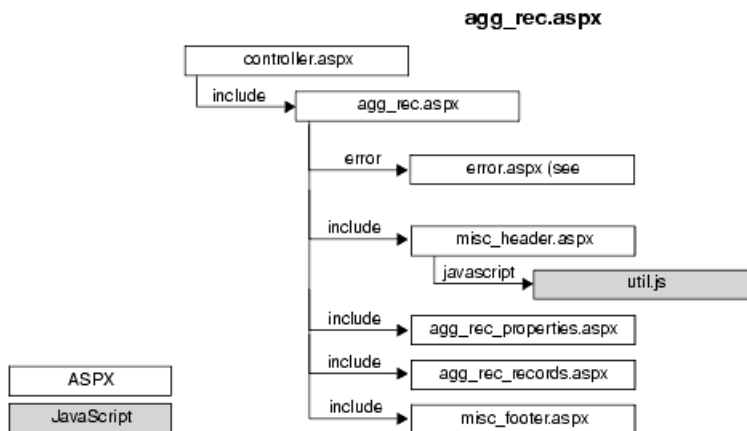 agg_rec.aspx
controller.aspx
include
agg_rec.aspx
error
error.aspx (see
include
misc_header.aspx
javascript
util.js
include
agg_rec_properties.aspx
include
agg_rec_records.aspx
include
misc_footer.aspx
ASPX
JavaScript